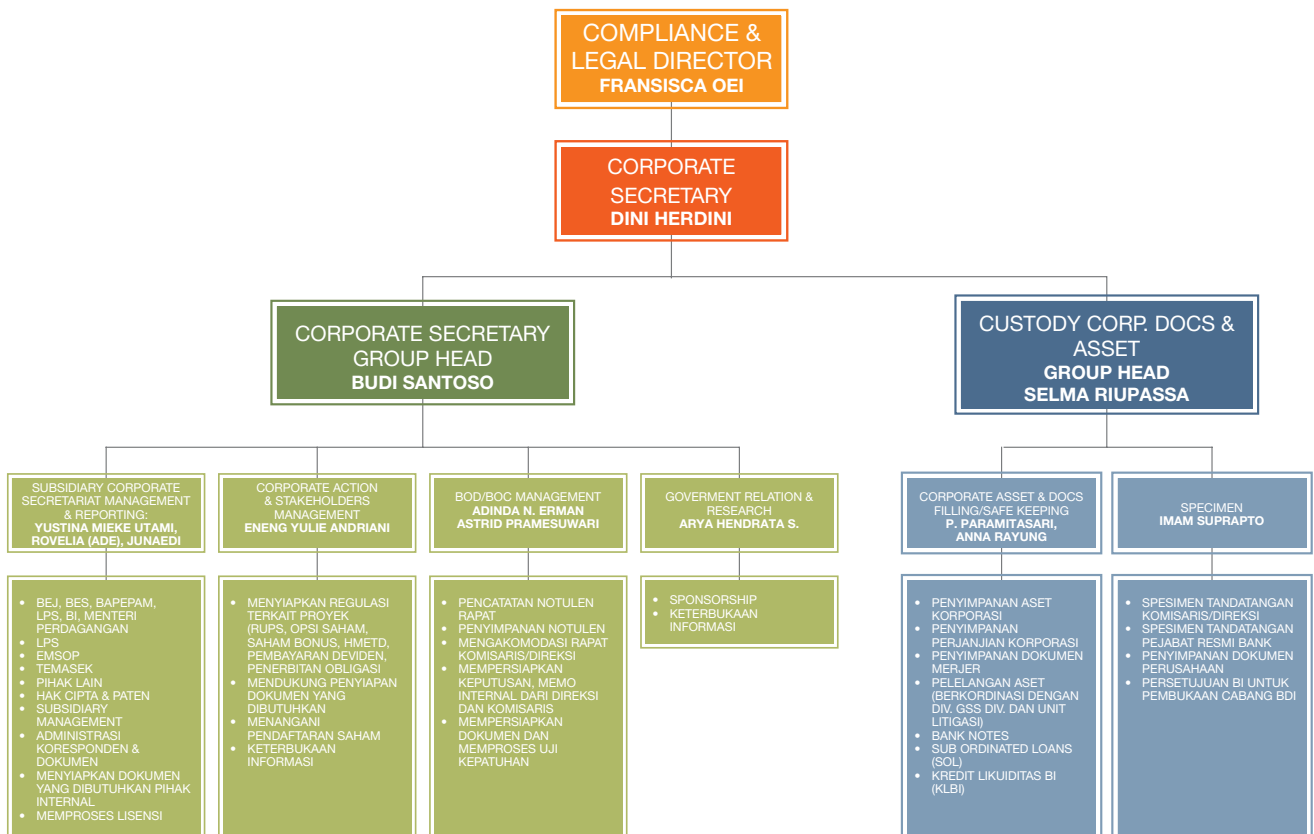 COMPLIANCE &
LEGAL DIRECTOR
FRANSISCA OEI
CORPORATE
SECRETARY
DINI HERDINI
CORPORATE SECRETARY
GROUP HEAD
BUDI SANTOSO
CUSTODY CORP. DOCS &
ASSET
GROUP HEAD
SELMA RIUPASSA
SUBSIDIARY CORPORATE
SECRETARIAT MANAGEMENT
& REPORTING:
YUSTINA MIEKE UTAMI,
ROVELIA (ADE), JUNAEDI
CORPORATE ACTION
& STAKEHOLDERS
MANAGEMENT
ENENG YULIE ANDRIANI
BOD/BOC MANAGEMENT
ADINDA N. ERMAN
ASTRID PRAMESUWARI
GOVERMENT RELATION &
RESEARCH
ARYA HENDRATA S.
CORPORATE ASSET & DOCS
FILLING/SAFE KEEPING
P. PARAMITASARI,
ANNA RAYUNG
SPECIMEN
IMAM SUPRAPTO
• BEJ, BES, BAPEPAM,
LPS, BI, MENTERI
PERDAGANGAN
• LPS
• EMSOP
• TEMASEK
• PIHAK LAIN
• HAK CIPTA & PATEN
• SUBSIDIARY
MANAGEMENT
• ADMINISTRASI
KORESPONDEN &
DOKUMEN
• MENYIAPKAN DOKUMEN
YANG DIBUTUHKAN PIHAK
INTERNAL
• MEMPROSES LISENSI
• MENYIAPKAN REGULASI
TERKAIT PROYEK
(RUPS, OPSI SAHAM,
SAHAM BONUS, HMETD,
PEMBAYARAN DEVIDEN,
PENERBITAN OBLIGASI)
• MENDUKUNG PENYIAPAN
DOKUMEN YANG
DIBUTUHKAN
• MENANGANI
PENDAFTARAN SAHAM
• KETERBUKAAN
INFORMASI
• PENCATATAN NOTULEN
RAPAT
• PENYIMPANAN NOTULEN
• MENGAKOMODASI RAPAT
KOMISARIS/DIREKSI
• MEMPERSIAPKAN
KEPUTUSAN, MEMO
INTERNAL DARI DIREKSI
DAN KOMISARIS
• MEMPERSIAPKAN
DOKUMEN DAN
MEMPROSES UJI
KEPATUHAN
• SPONSORSHIP
• KETERBUKAAN
INFORMASI
• PENYIMPANAN ASET
KORPORASI
• PENYIMPANAN
PERJANJIAN KORPORASI
• PENYIMPANAN DOKUMEN
MERJER
• PELELANGAN ASET
(BERKORDINASI DENGAN
DIV. GSS DIV. DAN UNIT
LITIGASI)
• BANK NOTES
• SUB ORDINATED LOANS
(SOL)
• KREDIT LIKUIDITAS BI
(KLBI)
• SPESIMEN TANDATANGAN
KOMISARIS/DIREKSI
• SPESIMEN TANDATANGAN
PEJABAT RESMI BANK
• PENYIMPANAN DOKUMEN
PERUSAHAAN
• PERSETUJUAN BI UNTUK
PEMBUKAAN CABANG BDI